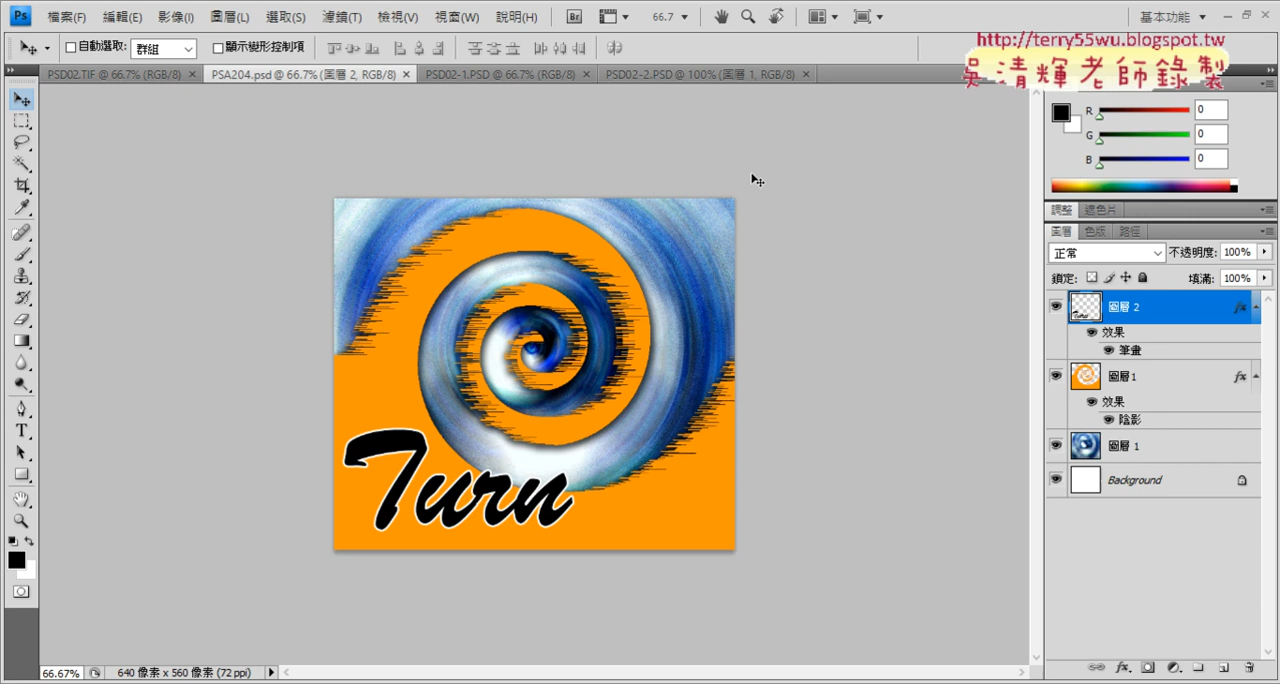 Ps 檔案(F) 編輯(E) 影像(I) 圖層(L) 選取(S) 濾鏡(T) 檢視(V) 視窗(W) 說明(H) Br 66.7 基本功能
自動選取: 群組 顯示變形控制項
http://terry55wu.blogspot.tw
吳清輝老師錄製
PSD02.TIF @ 66.7% (RGB/8) PSA204.psd @ 66.7% (圖層 2, RGB/8) PSD02-1.PSD @ 66.7% (RGB/8) PSD02-2.PSD @ 100% (圖層 1, RGB/8)
R 0
G 0
B 0
調整 遮色片
圖層 色版 路徑
正常 不透明度: 100%
鎖定: 填滿: 100%
圖層 2 fx
效果
筆畫
圖層1 fx
效果
陰影
圖層 1
Background
Turn
66.67% 640 像素 x 560 像素 (72 ppi)